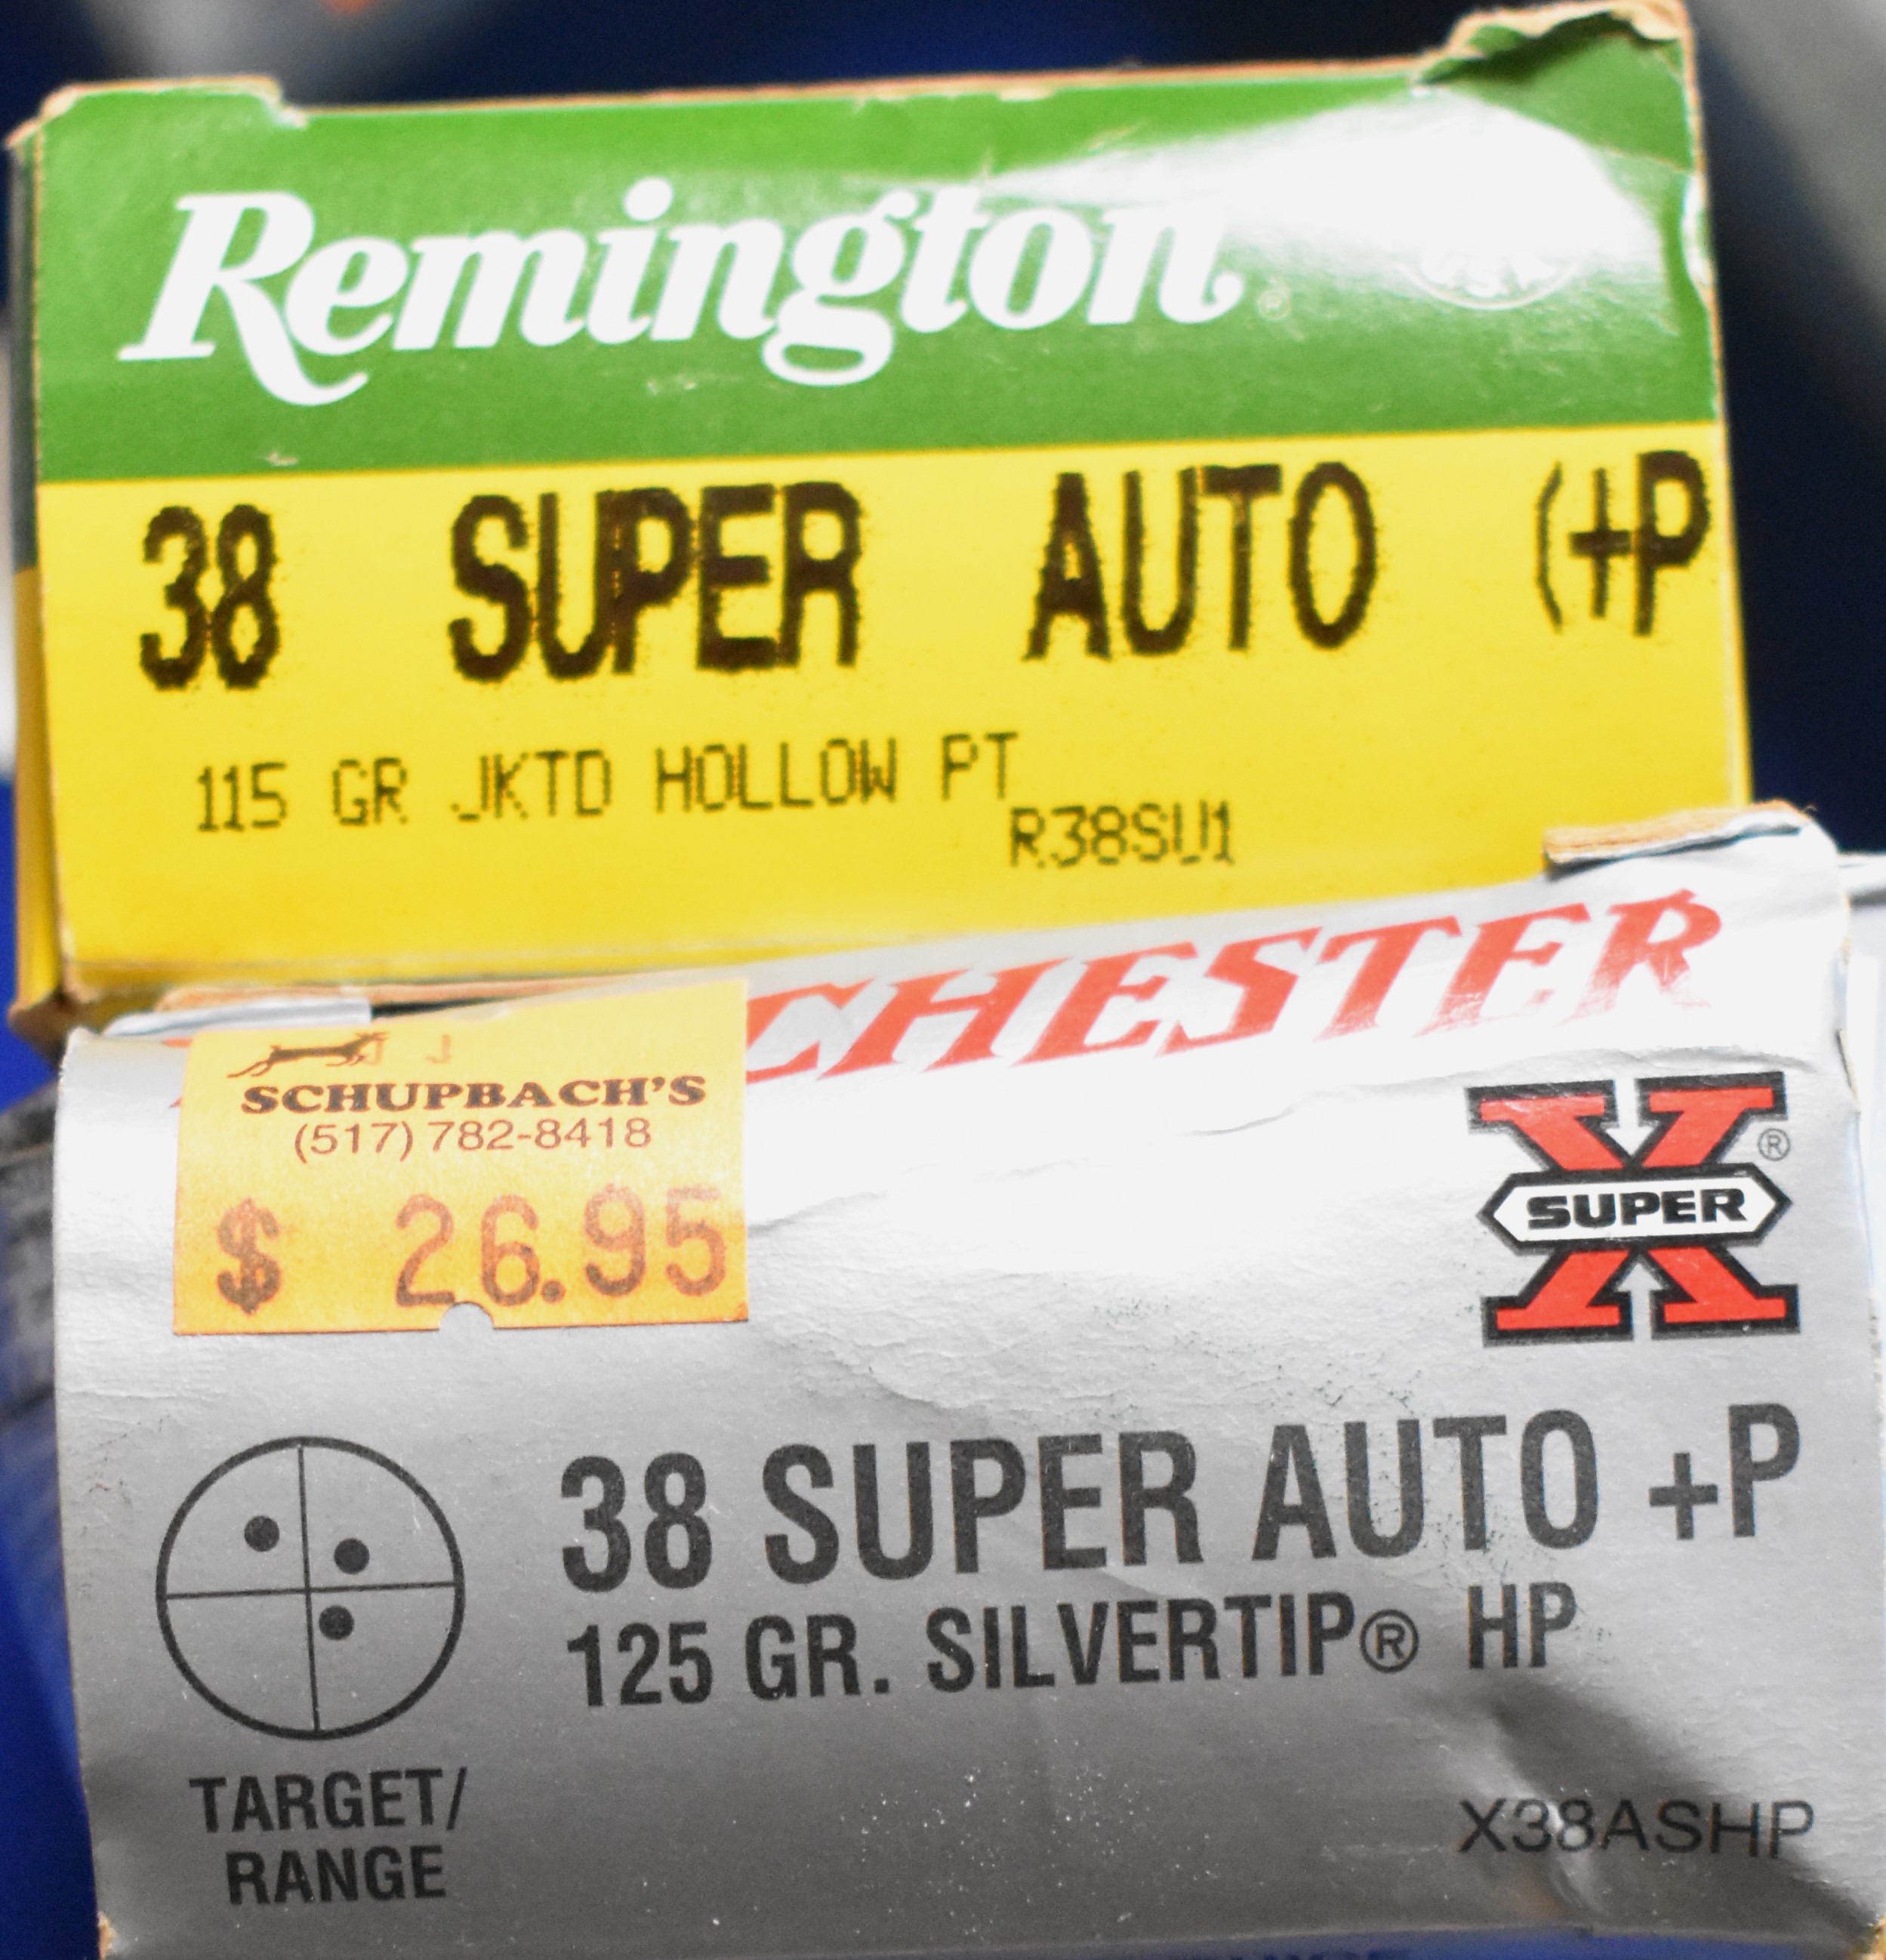 Remington®
38 SUPER AUTO (+P
115 GR JKTD HOLLOW PT
R38SU1
CHESTER
SCHUPBACH'S
(517) 782-8418
$ 26.95
X®
SUPER
38 SUPER AUTO +P
125 GR. SILVERTIP® HP
TARGET/
RANGE
X38ASHP